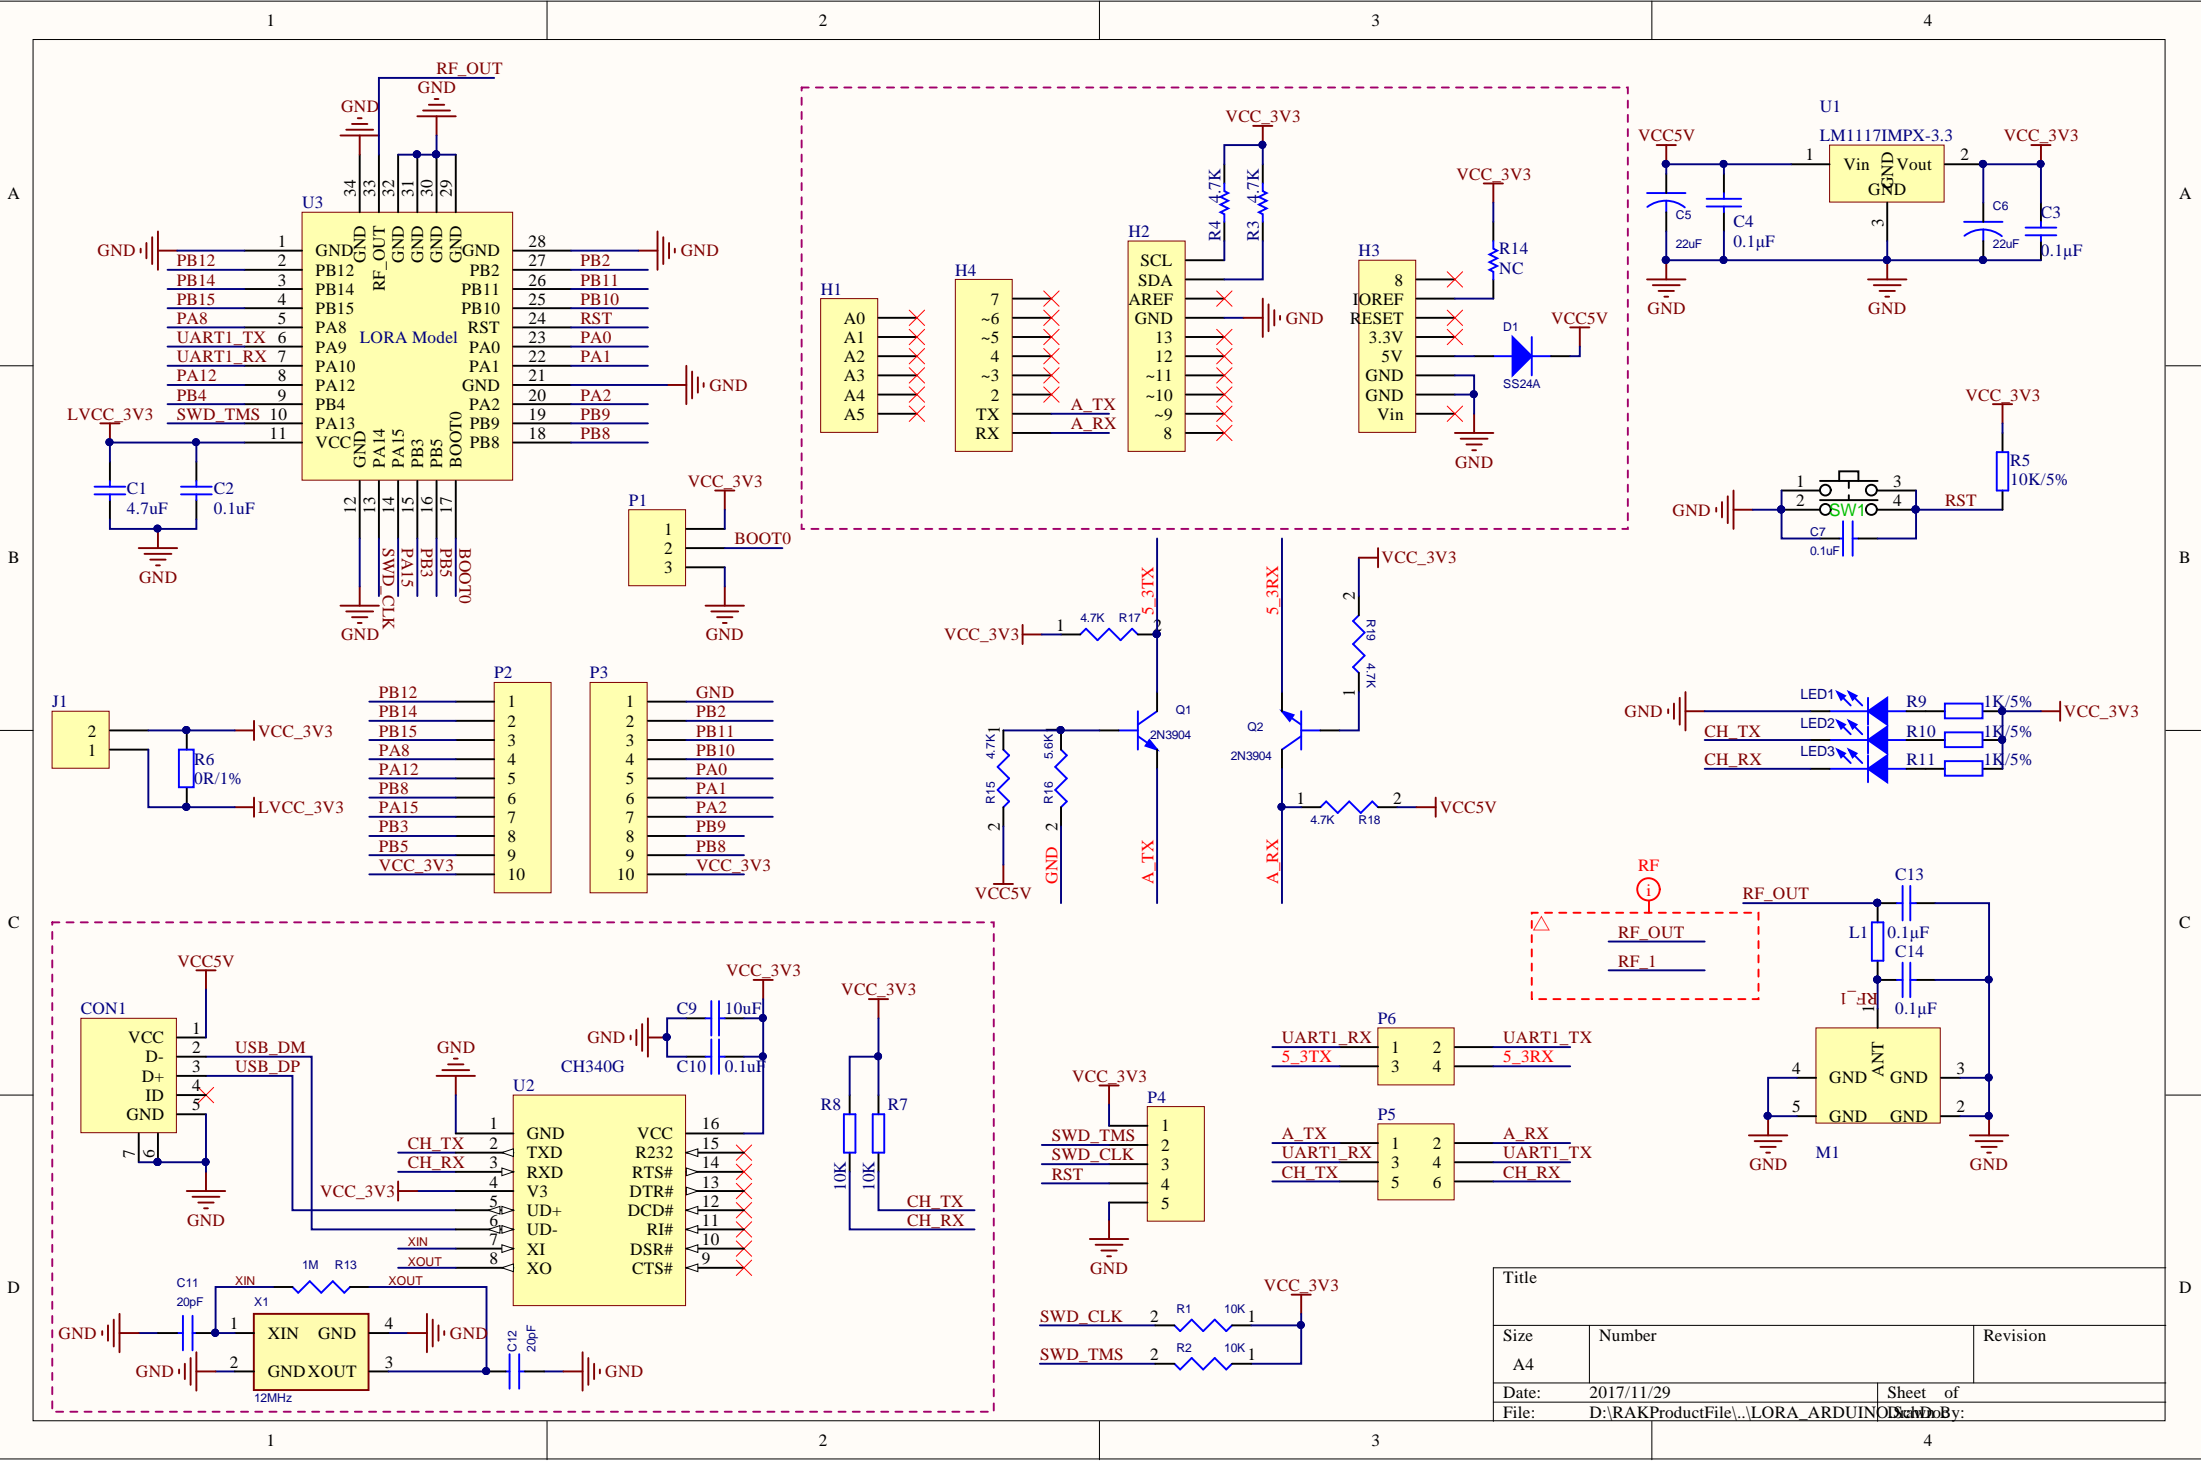 1 2 3 4
A
B
C
D
A
B
C
D
RF_OUT
GND
GND
34 33 32 31 30 29
U3
GND RF_OUT GND GND GND GND
LORA Model
GND 1 GND
PB12 2 PB12
PB14 3 PB14
PB15 4 PB15
PA8 5 PA8
UART1_TX 6 PA9
UART1_RX 7 PA10
PA12 8 PA12
PB4 9 PB4
LVCC_3V3
SWD_TMS 10 PA13
11 VCC
GND 28 GND
PB2 27 PB2
PB11 26 PB11
PB10 25 PB10
RST 24 RST
PA0 23 PA0
PA1 22 PA1
GND 21 GND
PA2 20 PA2
PB9 19 PB9
PB8 18 PB8
GND PA14 PA15 PB3 PB5 BOOT0
12 13 14 15 16 17
SWD_CLK PA15 PB3 PB5 BOOT0
GND
C1
4.7uF
C2
0.1uF
GND
P1
VCC_3V3
1
2 BOOT0
3
GND
H1
A0
A1
A2
A3
A4
A5
H4
7
~6
~5
4
~3
2
TX A_TX
RX A_RX
VCC_3V3
R4 4.7K
R3 4.7K
H2
SCL
SDA
AREF
GND GND
13
12
~11
~10
~9
8
VCC_3V3
R14
NC
H3
8
IOREF
RESET
3.3V
5V
GND
GND
Vin
D1
SS24A
VCC5V
GND
U1
LM1117IMPX-3.3
VCC5V
VCC_3V3
1 Vin GND Vout 2
GND
3
C5
22uF
C4
0.1μF
C6
22uF
C3
0.1μF
GND
GND
VCC_3V3
R5
10K/5%
GND
1 3
2 4
SW1
RST
C7
0.1uF
J1
2
1
VCC_3V3
R6
0R/1%
LVCC_3V3
P2
PB12 1
PB14 2
PB15 3
PA8 4
PA12 5
PB8 6
PA15 7
PB3 8
PB5 9
VCC_3V3 10
P3
1 GND
2 PB2
3 PB11
4 PB10
5 PA0
6 PA1
7 PA2
8 PB9
9 PB8
10 VCC_3V3
5_3TX
VCC_3V3 1 4.7K R17 2
Q1
2N3904
1 4.7K R15 2
VCC5V
5.6K R16 2
GND
A_TX
5_3RX
VCC_3V3
2 R19 4.7K 1
Q2
2N3904
1 4.7K R18 2 VCC5V
A_RX
GND LED1 R9 1K/5% VCC_3V3
CH_TX LED2 R10 1K/5%
CH_RX LED3 R11 1K/5%
RF
i
RF_OUT
RF_1
RF_OUT
C13
0.1μF
L1
C14
0.1μF
RF_1
1
ANT
4 GND GND 3
5 GND GND 2
GND
M1
GND
CON1
VCC5V
VCC 1
D- 2 USB_DM
D+ 3 USB_DP
ID 4
GND 5
7 6
GND
CH340G
U2
GND
GND
C9 10uF
C10 0.1uF
VCC_3V3
1 GND
CH_TX 2 TXD
CH_RX 3 RXD
VCC_3V3 4 V3
5 UD+
6 UD-
XIN 7 XI
XOUT 8 XO
VCC 16
R232 15
RTS# 14
DTR# 13
DCD# 12
RI# 11
DSR# 10
CTS# 9
VCC_3V3
R8 R7
10K 10K
CH_TX
CH_RX
C11
20pF
XIN 1M R13 XOUT
X1
GND 1 XIN GND 4 GND
GND 2 GND XOUT 3
12MHz
C12
20pF
GND
VCC_3V3
P4
1
SWD_TMS 2
SWD_CLK 3
RST 4
5
GND
P6
UART1_RX 1 2 UART1_TX
5_3TX 3 4 5_3RX
P5
A_TX 1 2 A_RX
UART1_RX 3 4 UART1_TX
CH_TX 5 6 CH_RX
VCC_3V3
SWD_CLK 2 R1 10K 1
SWD_TMS 2 R2 10K 1
Title
Size Number Revision
A4
Date: 2017/11/29 Sheet of
File: D:\RAKProductFile\..\LORA_ARDUINO By:
1 2 3 4